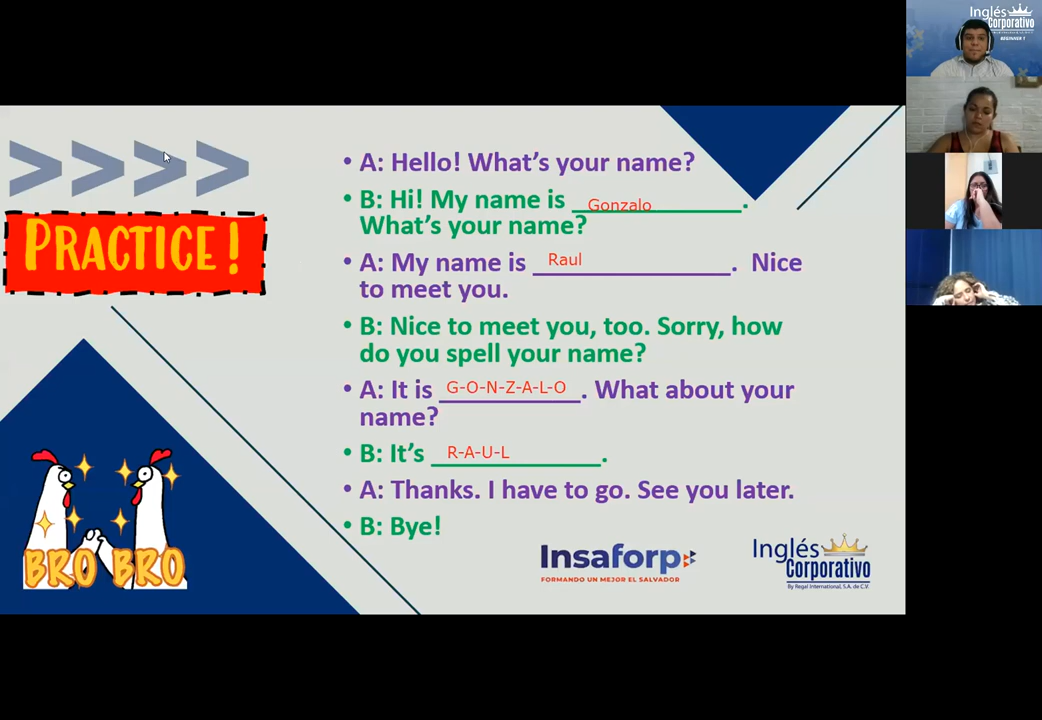 Inglés
Corporativo
BEGINNER 1
PRACTICE!
• A: Hello! What's your name?
• B: Hi! My name is Gonzalo.
What's your name?
• A: My name is Raul. Nice
to meet you.
• B: Nice to meet you, too. Sorry, how
do you spell your name?
• A: It is G-O-N-Z-A-L-O. What about your
name?
• B: It's R-A-U-L.
• A: Thanks. I have to go. See you later.
• B: Bye!
BRO BRO
Insaforp
FORMANDO UN MEJOR EL SALVADOR
Inglés
Corporativo
By Regal International, S.A. de C.V.